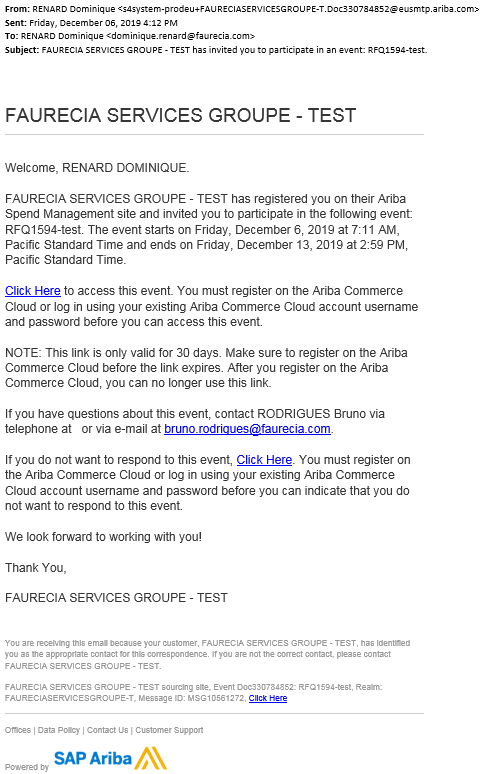 From: RENARD Dominique <s4system-prodeu+FAURECIASERVICESGROUPE-T.Doc330784852@eusmtp.ariba.com>
Sent: Friday, December 06, 2019 4:12 PM
To: RENARD Dominique <dominique.renard@faurecia.com>
Subject: FAURECIA SERVICES GROUPE - TEST has invited you to participate in an event: RFQ1594-test.
FAURECIA SERVICES GROUPE - TEST
Welcome, RENARD DOMINIQUE.
FAURECIA SERVICES GROUPE - TEST has registered you on their Ariba
Spend Management site and invited you to participate in the following event:
RFQ1594-test. The event starts on Friday, December 6, 2019 at 7:11 AM,
Pacific Standard Time and ends on Friday, December 13, 2019 at 2:59 PM,
Pacific Standard Time.
Click Here to access this event. You must register on the Ariba Commerce
Cloud or log in using your existing Ariba Commerce Cloud account username
and password before you can access this event.
NOTE: This link is only valid for 30 days. Make sure to register on the Ariba
Commerce Cloud before the link expires. After you register on the Ariba
Commerce Cloud, you can no longer use this link.
If you have questions about this event, contact RODRIGUES Bruno via
telephone at   or via e-mail at bruno.rodrigues@faurecia.com.
If you do not want to respond to this event, Click Here. You must register on
the Ariba Commerce Cloud or log in using your existing Ariba Commerce
Cloud account username and password before you can indicate that you do
not want to respond to this event.
We look forward to working with you!
Thank You,
FAURECIA SERVICES GROUPE - TEST
You are receiving this email because your customer, FAURECIA SERVICES GROUPE - TEST, has identified
you as the appropriate contact for this correspondence. If you are not the correct contact, please contact
FAURECIA SERVICES GROUPE - TEST.
FAURECIA SERVICES GROUPE - TEST sourcing site, Event Doc330784852: RFQ1594-test, Realm:
FAURECIASERVICESGROUPE-T, Message ID: MSG10561272, Click Here
Offices | Data Policy | Contact Us | Customer Support
Powered by SAP Ariba